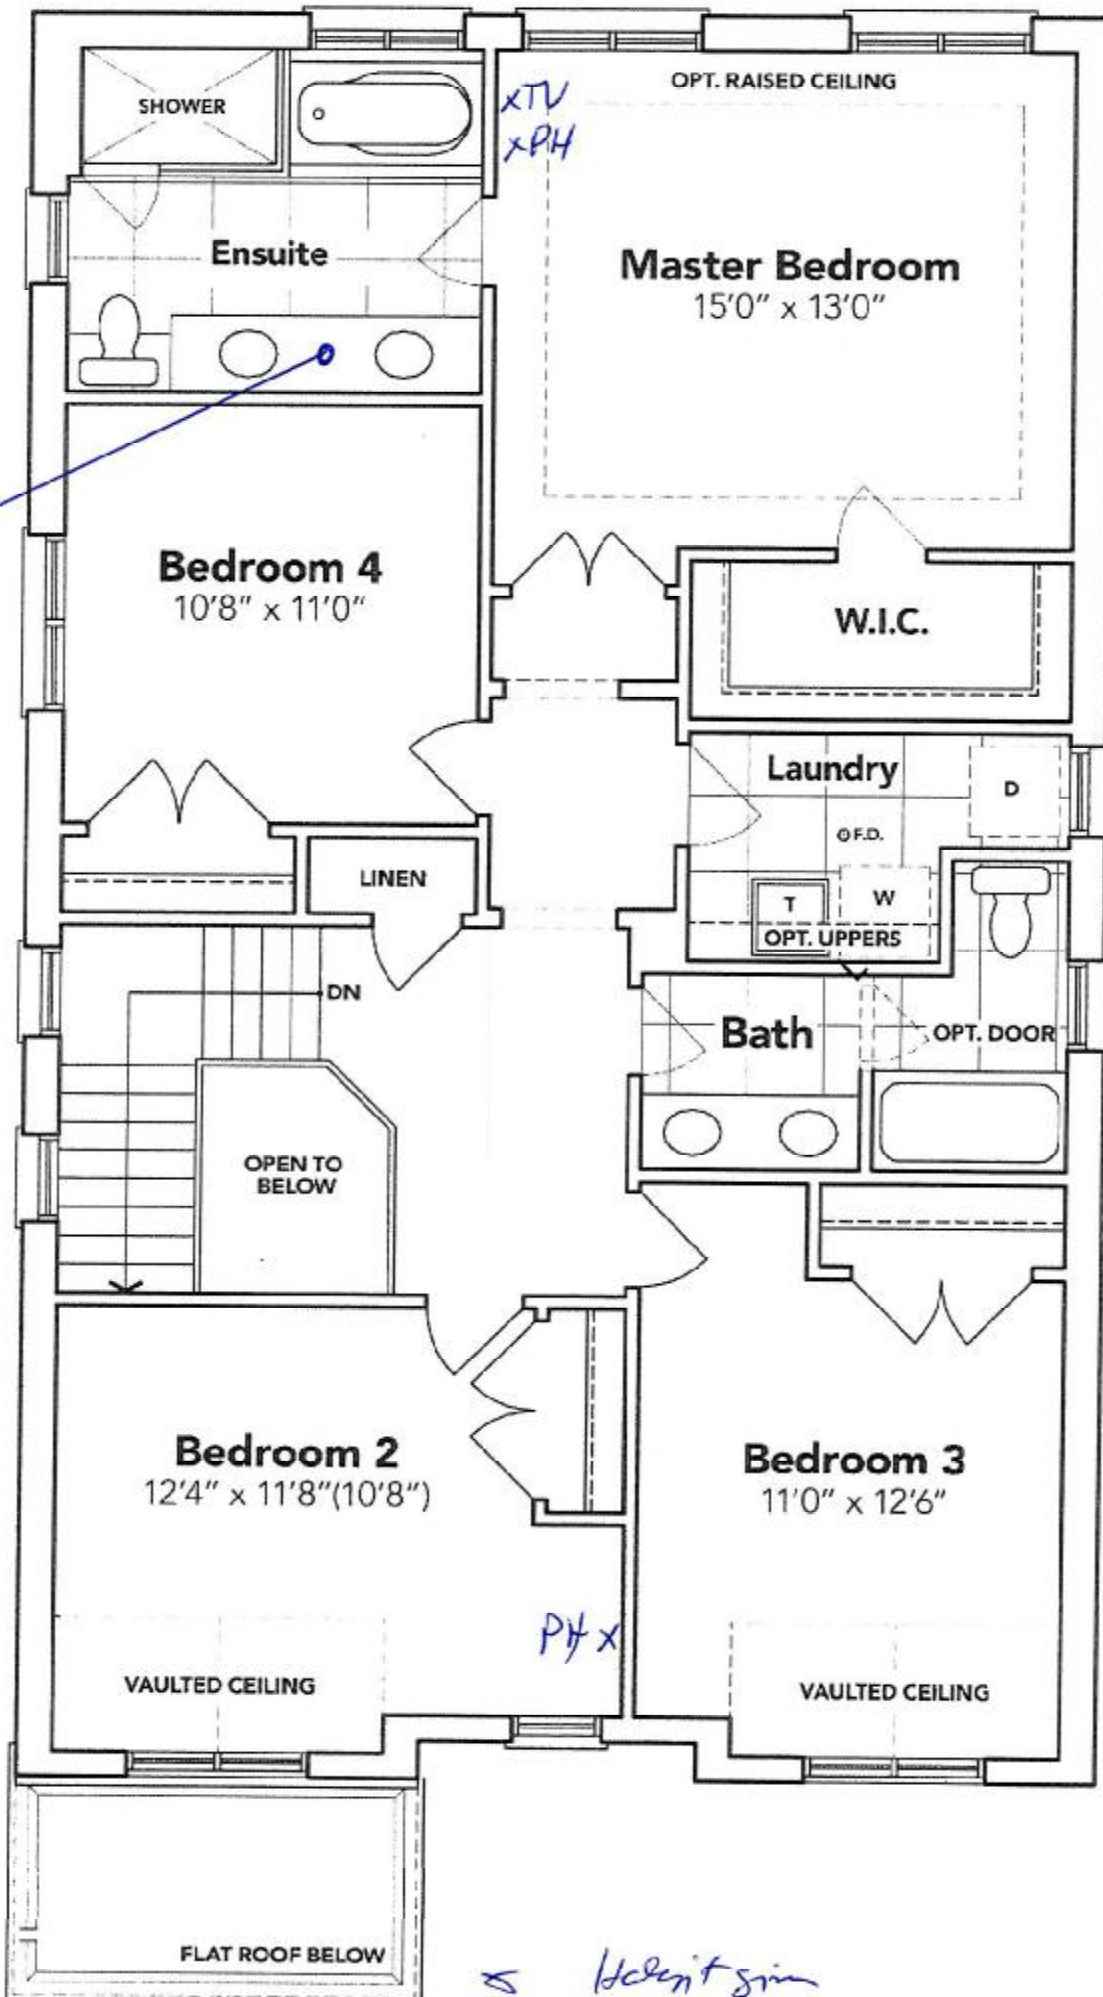 OPT. RAISED CEILING
SHOWER
xTV
xPH
Ensuite
Master Bedroom
15'0" x 13'0"
Bedroom 4
10'8" x 11'0"
W.I.C.
Laundry
D
F.D.
LINEN
T
W
OPT. UPPERS
DN
Bath
OPT. DOOR
OPEN TO
BELOW
Bedroom 2
12'4" x 11'8"(10'8")
Bedroom 3
11'0" x 12'6"
PH x
VAULTED CEILING
VAULTED CEILING
FLAT ROOF BELOW